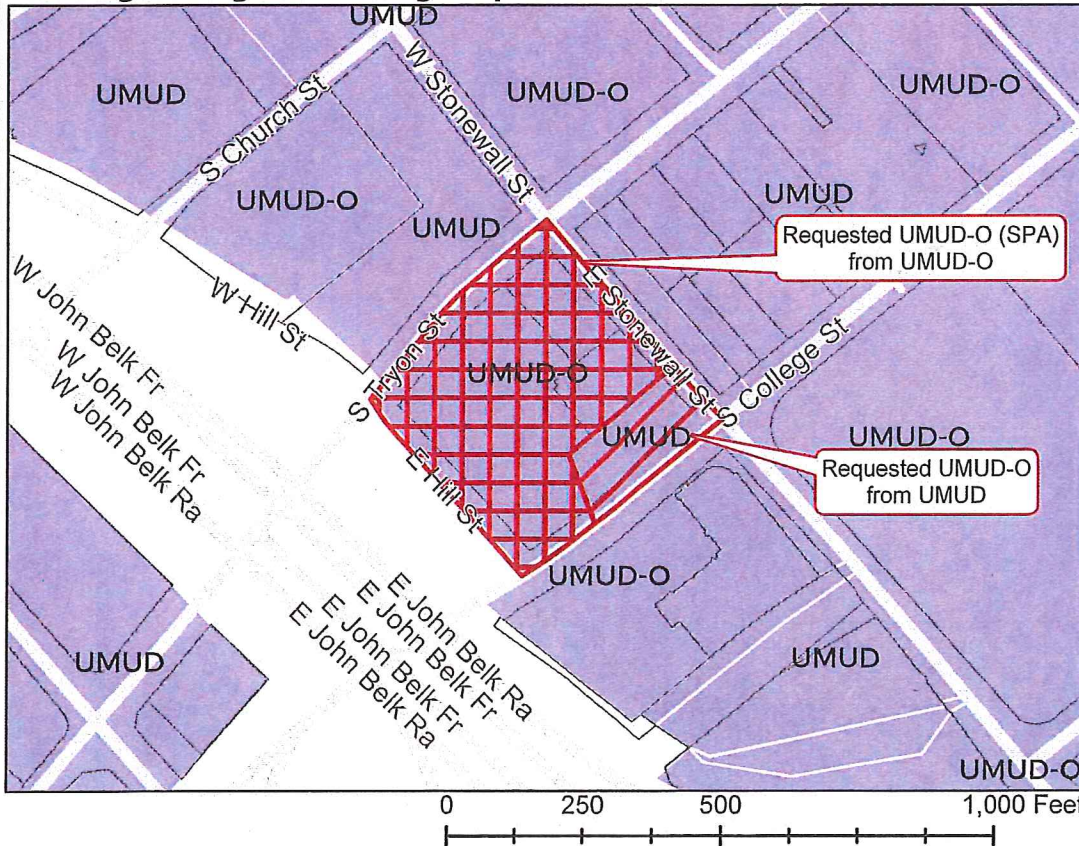 UMUD
UMUD
S Church St
W Stonewall St
UMUD-O
UMUD-O
UMUD-O
UMUD
UMUD
Requested UMUD-O (SPA)
from UMUD-O
W Hill St
E Stonewall St
S Tryon St
S College St
W John Belk Fr
W John Belk Fr
W John Belk Ra
UMUD-O
UMUD
UMUD-O
Requested UMUD-O
from UMUD
E Hill St
UMUD-O
E John Belk Ra
E John Belk Fr
E John Belk Fr
E John Belk Ra
UMUD
UMUD
UMUD-O
0 250 500 1,000 Feet